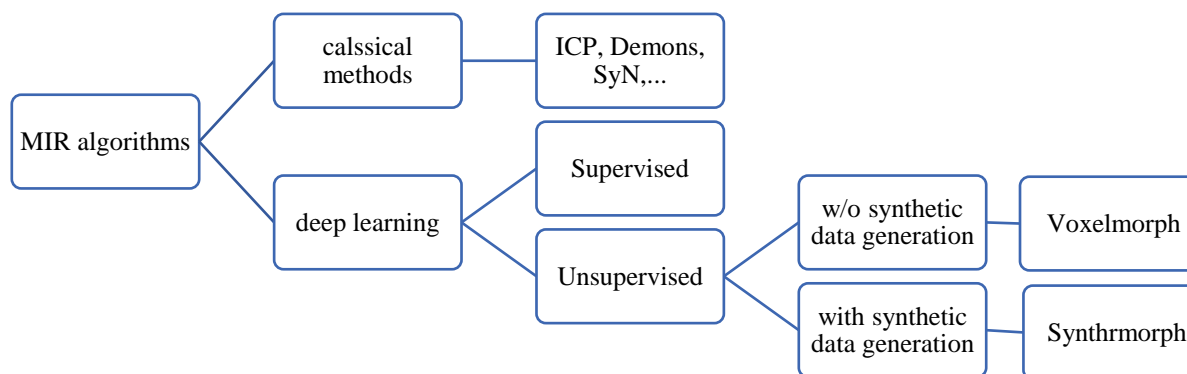 MIR algorithms
calssical
methods
ICP, Demons,
SyN,...
deep learning
Supervised
Unsupervised
w/o synthetic
data generation
Voxelmorph
with synthetic
data generation
Synthrmorph